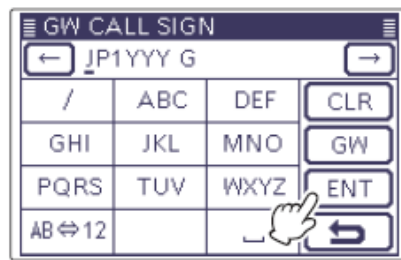 GW CALL SIGN
← JP1YYY G →
/ ABC DEF CLR
GHI JKL MNO GW
PQRS TUV WXYZ ENT
AB⇔12 ␣ ⮌